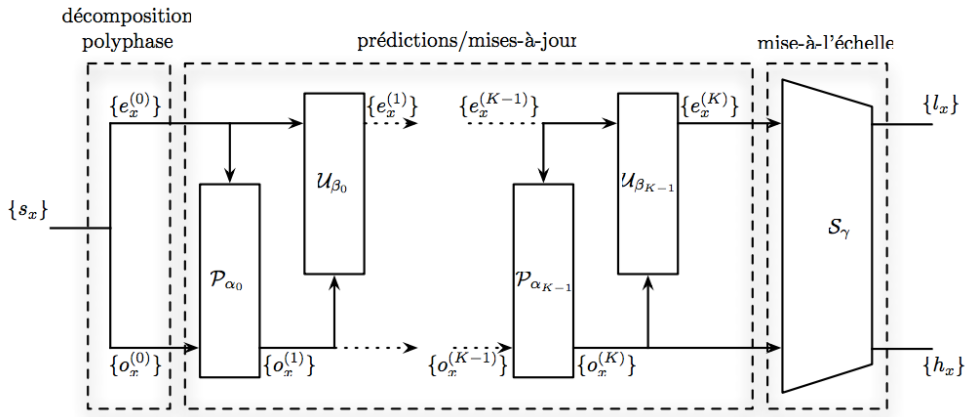 décomposition
polyphase
prédictions/mises-à-jour
mise-à-l'échelle
{e_x^{(0)}}
{e_x^{(1)}}
{e_x^{(K-1)}}
{e_x^{(K)}}
{l_x}
U_{β_0}
U_{β_{K-1}}
{s_x}
S_γ
P_{α_0}
P_{α_{K-1}}
{o_x^{(0)}}
{o_x^{(1)}}
{o_x^{(K-1)}}
{o_x^{(K)}}
{h_x}